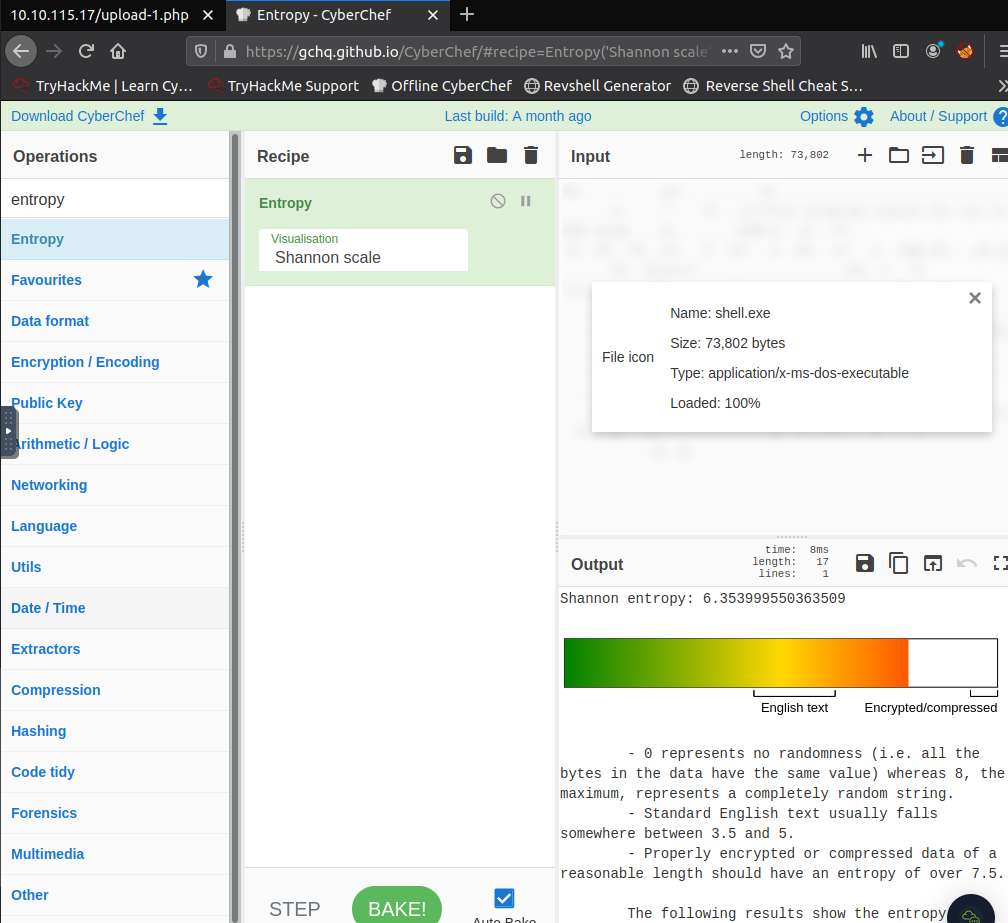 10.10.115.17/upload-1.php
Entropy - CyberChef
https://gchq.github.io/CyberChef/#recipe=Entropy('Shannon scale'
TryHackMe | Learn Cy…
TryHackMe Support
Offline CyberChef
Revshell Generator
Reverse Shell Cheat S…
Download CyberChef
Last build: A month ago
Options
About / Support
Operations
entropy
Entropy
Favourites
Data format
Encryption / Encoding
Public Key
Arithmetic / Logic
Networking
Language
Utils
Date / Time
Extractors
Compression
Hashing
Code tidy
Forensics
Multimedia
Other
Recipe
Entropy
Visualisation
Shannon scale
STEP
BAKE!
Auto Bake
Input
length: 73,802
File icon
Name: shell.exe
Size: 73,802 bytes
Type: application/x-ms-dos-executable
Loaded: 100%
Output
time: 8ms
length: 17
lines: 1
Shannon entropy: 6.353999550363509
English text
Encrypted/compressed
- 0 represents no randomness (i.e. all the
bytes in the data have the same value) whereas 8, the
maximum, represents a completely random string.
- Standard English text usually falls
somewhere between 3.5 and 5.
- Properly encrypted or compressed data of a
reasonable length should have an entropy of over 7.5.
The following results show the entropy